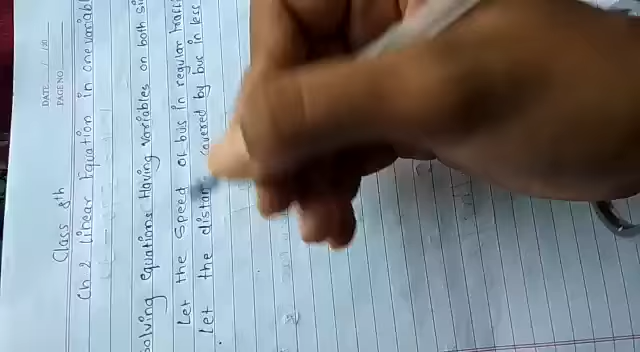 DATE / / 20
PAGE NO
Class 8th
Ch 2 linear Equation in one variabl
solving equations Having variables on both si
Let the speed of bus in regular traffi
Let the distan covered by bus in less